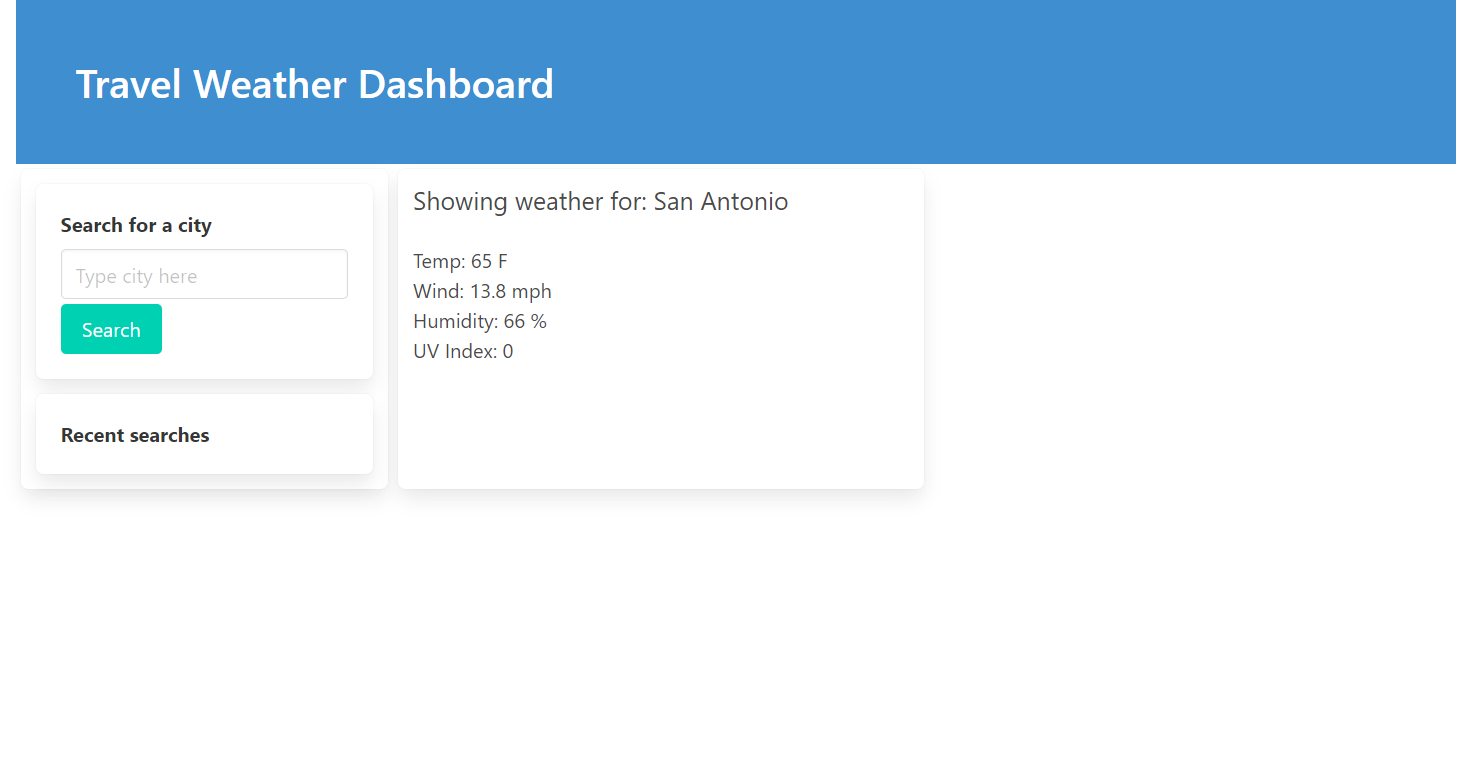 Travel Weather Dashboard
Search for a city
Type city here
Search
Recent searches
Showing weather for: San Antonio
Temp: 65 F
Wind: 13.8 mph
Humidity: 66 %
UV Index: 0